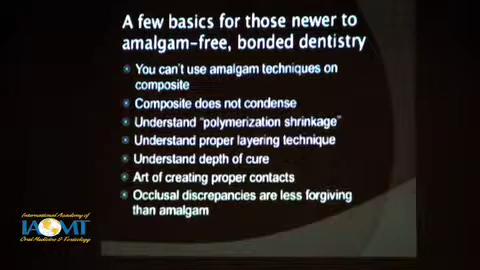 A few basics for those newer to
amalgam-free, bonded dentistry
You can't use amalgam techniques on
composite
Composite does not condense
Understand "polymerization shrinkage"
Understand proper layering technique
Understand depth of cure
Art of creating proper contacts
Occlusal discrepancies are less forgiving
than amalgam
International Academy of
IAOMT
Oral Medicine & Toxicology